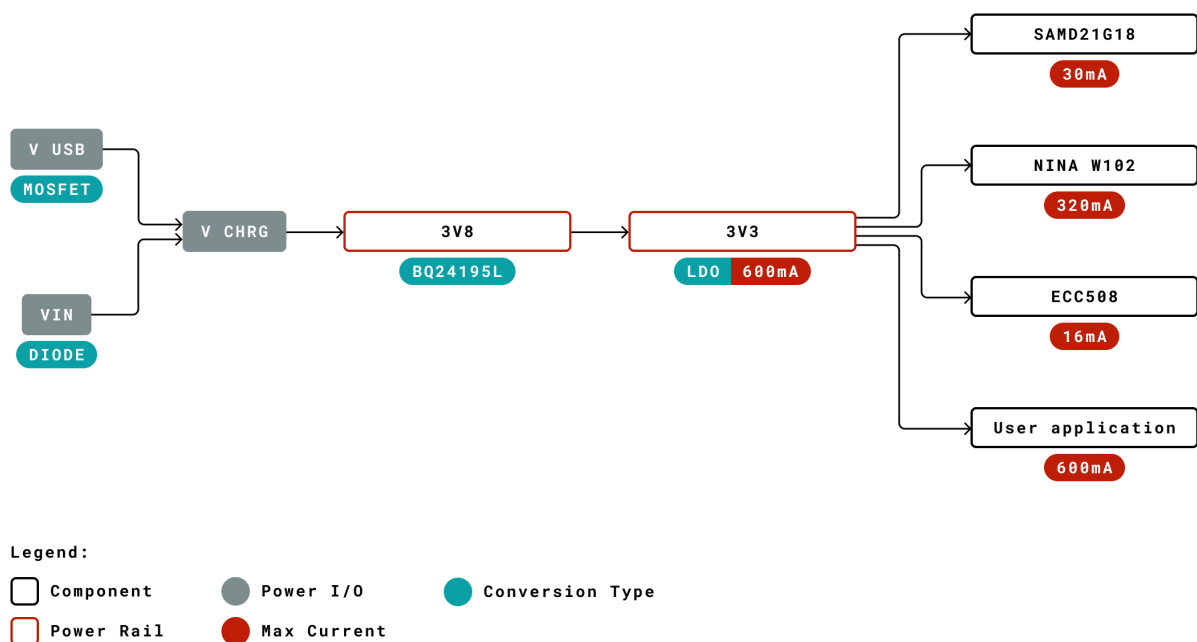 SAMD21G18
30mA
V USB
MOSFET
NINA W102
320mA
V CHRG
3V8
3V3
BQ24195L
LDO 600mA
VIN
DIODE
ECC508
16mA
User application
600mA
Legend:
Component
Power I/O
Conversion Type
Power Rail
Max Current